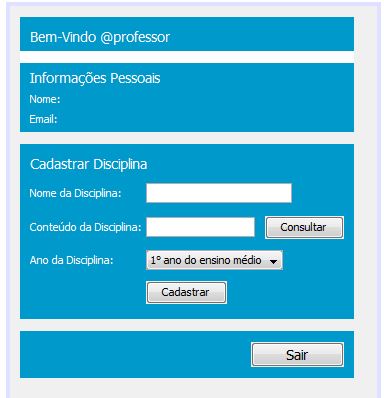 Bem-Vindo @professor
Informações Pessoais
Nome:
Email:
Cadastrar Disciplina
Nome da Disciplina:
Conteúdo da Disciplina: Consultar
Ano da Disciplina: 1º ano do ensino médio
Cadastrar
Sair